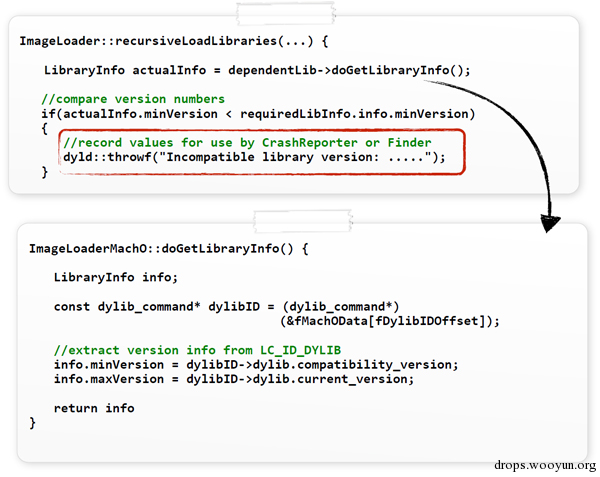 ImageLoader::recursiveLoadLibraries(...) {
LibraryInfo actualInfo = dependentLib->doGetLibraryInfo();
//compare version numbers
if(actualInfo.minVersion < requiredLibInfo.info.minVersion)
{
//record values for use by CrashReporter or Finder
dyld::throwf("Incompatible library version: .....");
}
ImageLoaderMachO::doGetLibraryInfo() {
LibraryInfo info;
const dylib_command* dylibID = (dylib_command*)
(&fMachOData[fDylibIDOffset]);
//extract version info from LC_ID_DYLIB
info.minVersion = dylibID->dylib.compatibility_version;
info.maxVersion = dylibID->dylib.current_version;
return info
}
drops.wooyun.org